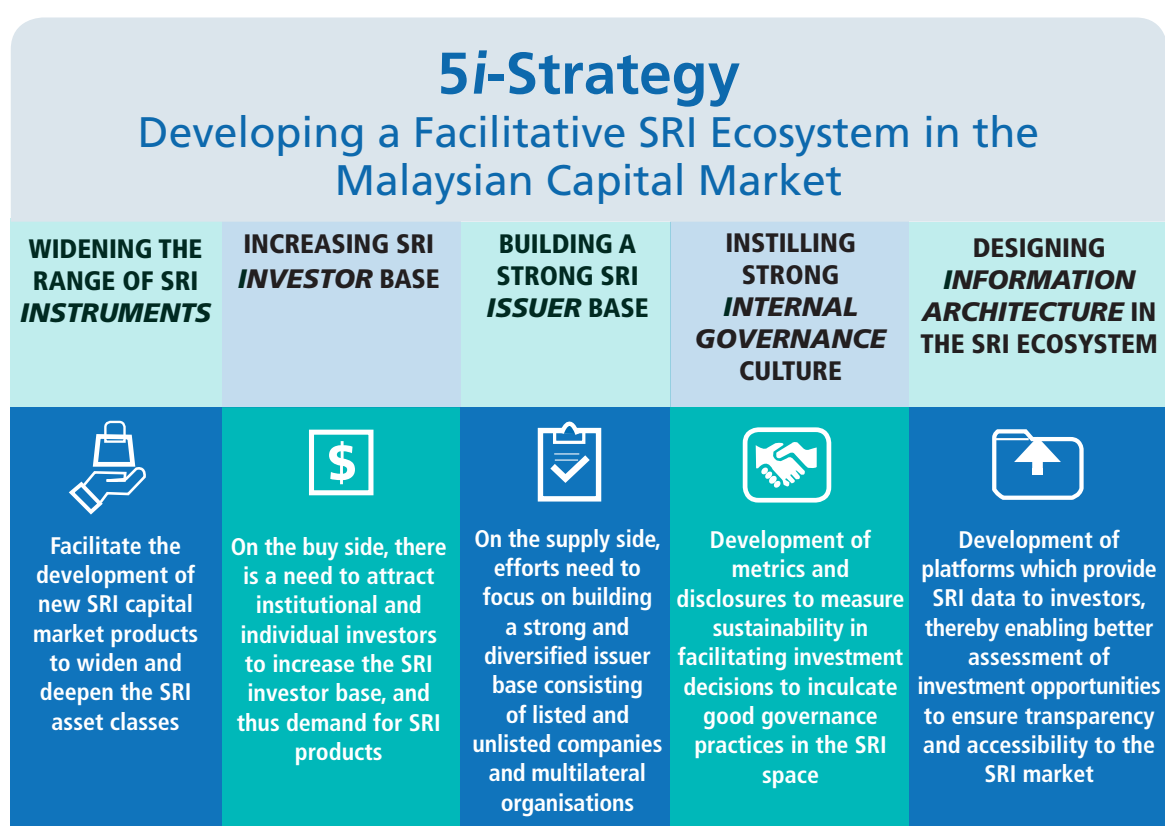 5i-Strategy
Developing a Facilitative SRI Ecosystem in the
Malaysian Capital Market
WIDENING THE
RANGE OF SRI
INSTRUMENTS
Facilitate the
development of
new SRI capital
market products
to widen and
deepen the SRI
asset classes
INCREASING SRI
INVESTOR BASE
$
On the buy side, there
is a need to attract
institutional and
individual investors
to increase the SRI
investor base, and
thus demand for SRI
products
BUILDING A
STRONG SRI
ISSUER BASE
On the supply side,
efforts need to
focus on building
a strong and
diversified issuer
base consisting
of listed and
unlisted companies
and multilateral
organisations
INSTILLING
STRONG
INTERNAL
GOVERNANCE
CULTURE
Development of
metrics and
disclosures to measure
sustainability in
facilitating investment
decisions to inculcate
good governance
practices in the SRI
space
DESIGNING
INFORMATION
ARCHITECTURE IN
THE SRI ECOSYSTEM
Development of
platforms which provide
SRI data to investors,
thereby enabling better
assessment of
investment opportunities
to ensure transparency
and accessibility to the
SRI market